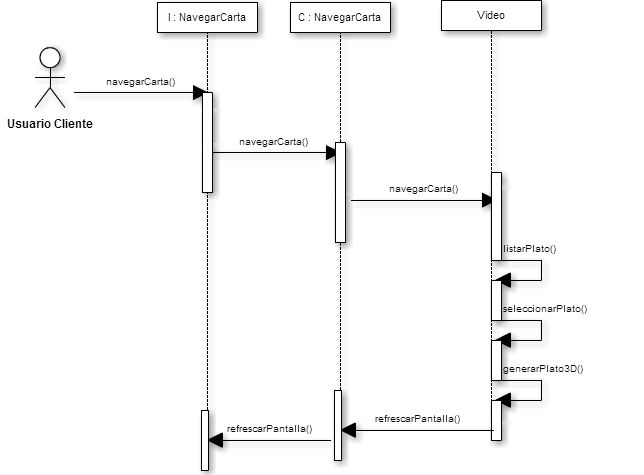 I : NavegarCarta
C : NavegarCarta
Video
navegarCarta()
Usuario Cliente
navegarCarta()
navegarCarta()
listarPlato()
seleccionarPlato()
generarPlato3D()
refrescarPantalla()
refrescarPantalla()